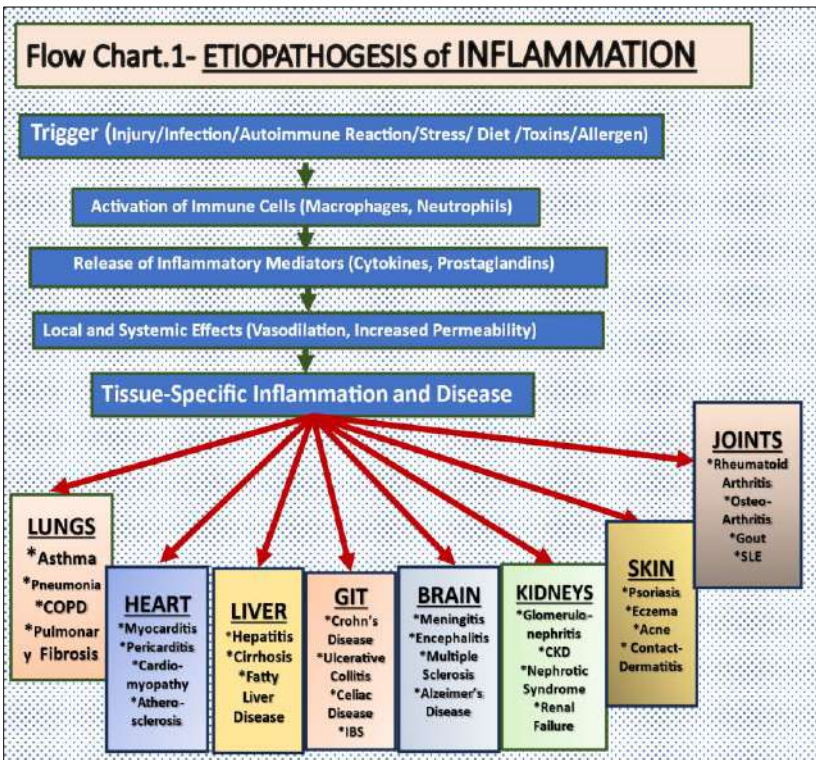 Flow Chart.1- ETIOPATHOGESIS of INFLAMMATION
Trigger (Injury/Infection/Autoimmune Reaction/Stress/ Diet /Toxins/Allergen)
Activation of Immune Cells (Macrophages, Neutrophils)
Release of Inflammatory Mediators (Cytokines, Prostaglandins)
Local and Systemic Effects (Vasodilation, Increased Permeability)
Tissue-Specific Inflammation and Disease
LUNGS
*Asthma
*Pneumonia
*COPD
*Pulmonar
y Fibrosis
HEART
*Myocarditis
*Pericarditis
*Cardio-
myopathy
*Athero-
sclerosis
LIVER
*Hepatitis
*Cirrhosis
*Fatty
Liver
Disease
GIT
*Crohn's
Disease
*Ulcerative
Collitis
*Celiac
Disease
*IBS
BRAIN
*Meningitis
*Encephalitis
*Multiple
Sclerosis
*Alzeimer's
Disease
KIDNEYS
*Glomerulo-
nephritis
*CKD
*Nephrotic
Syndrome
*Renal
Failure
SKIN
*Psoriasis
*Eczema
*Acne
* Contact-
Dermatitis
JOINTS
*Rheumatoid
Arthritis
*Osteo-
Arthritis
*Gout
*SLE